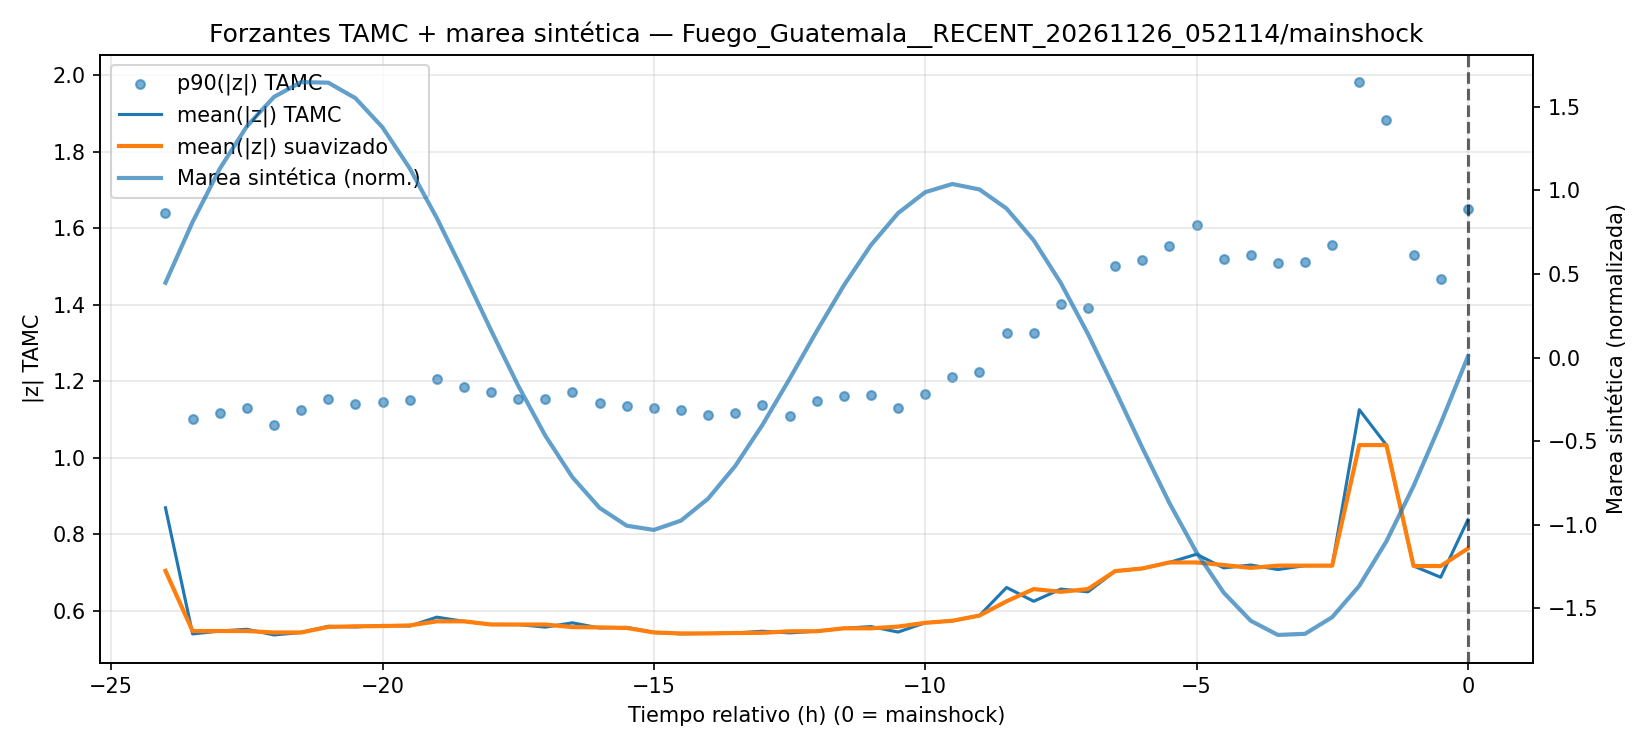 Forzantes TAMC + marea sintética — Fuego_Guatemala__RECENT_20261126_052114/mainshock
p90(|z|) TAMC
mean(|z|) TAMC
mean(|z|) suavizado
Marea sintética (norm.)
|z| TAMC
2.0
1.8
1.6
1.4
1.2
1.0
0.8
0.6
1.5
1.0
0.5
0.0
−0.5
−1.0
−1.5
Marea sintética (normalizada)
−25
−20
−15
−10
−5
0
Tiempo relativo (h) (0 = mainshock)